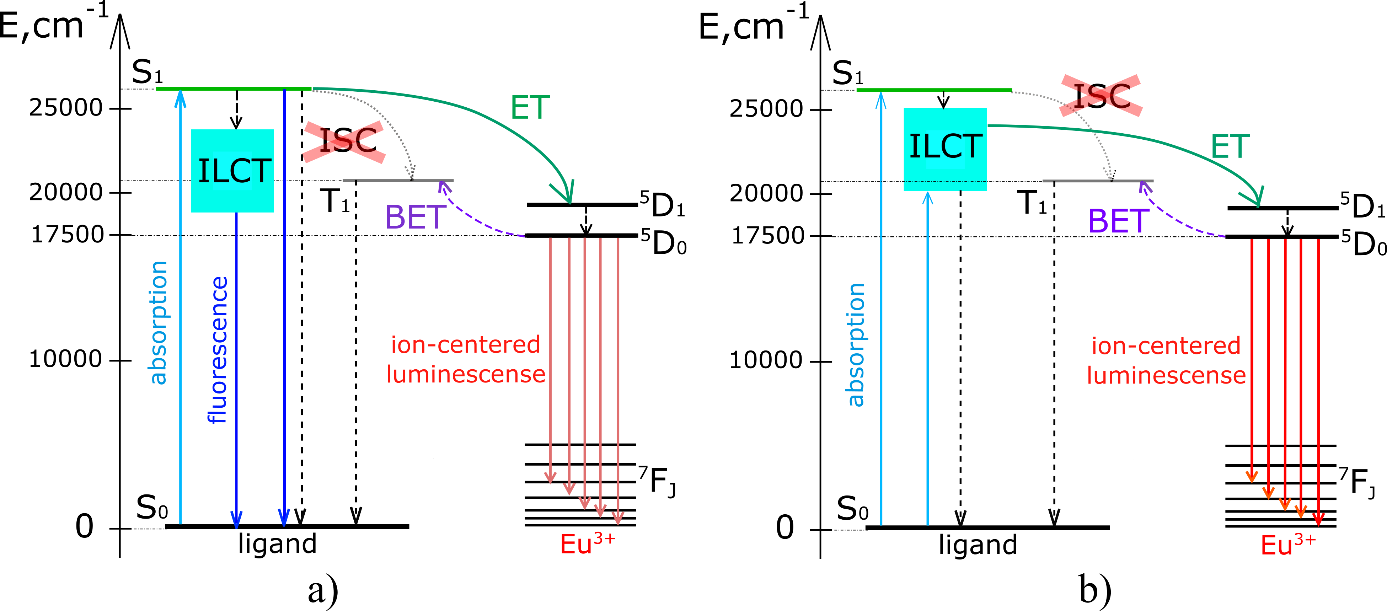 E,cm⁻¹
S₁
25000
ISC
ET
ILCT
20000
T₁
⁵D₁
BET
17500
⁵D₀
absorption
fluorescence
ion-centered
luminescense
10000
⁷FJ
S₀
0
ligand
Eu³⁺
a)
E,cm⁻¹
S₁
25000
ISC
ILCT
ET
20000
T₁
⁵D₁
BET
17500
⁵D₀
absorption
ion-centered
luminescense
10000
⁷FJ
S₀
0
ligand
Eu³⁺
b)